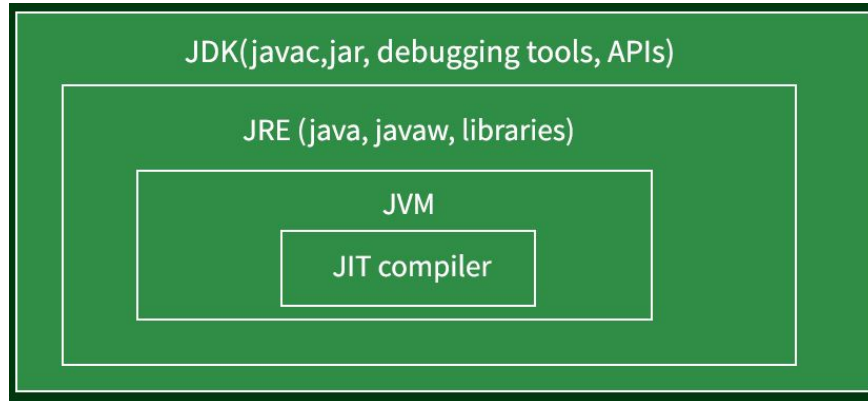 JDK(javac,jar, debugging tools, APIs)
JRE (java, javaw, libraries)
JVM
JIT compiler